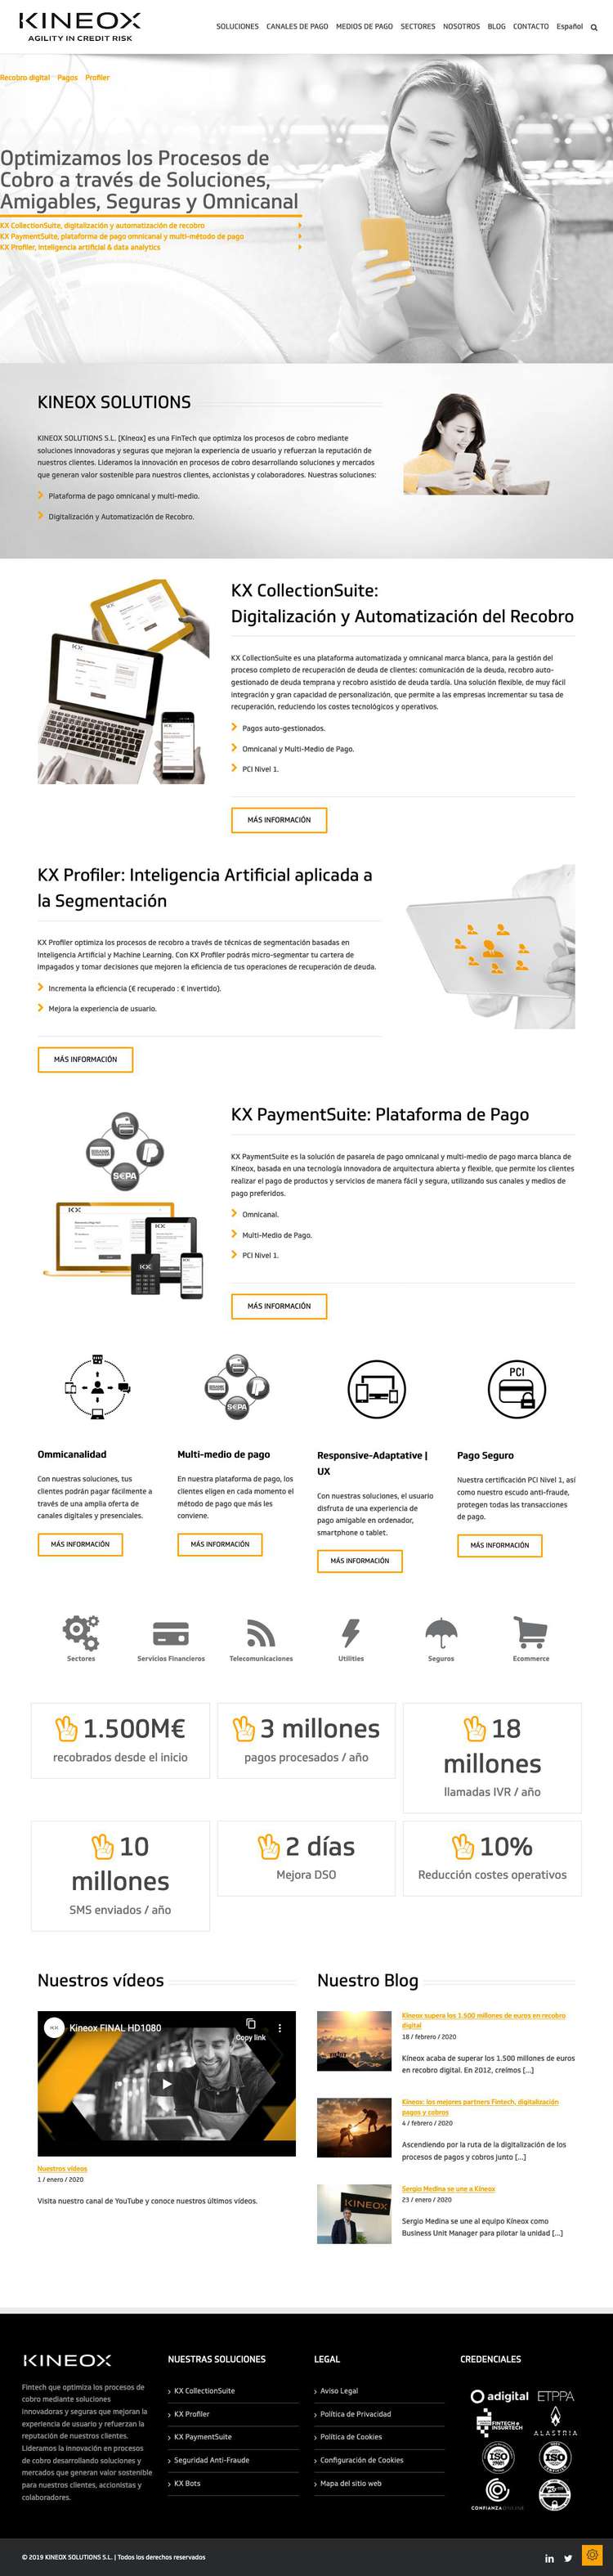 KINEOX
AGILITY IN CREDIT RISK
SOLUCIONES CANALES DE PAGO MEDIOS DE PAGO SECTORES NOSOTROS BLOG CONTACTO Español
Recobro digital Pagos Profiler
Optimizamos los Procesos de
Cobro a través de Soluciones,
Amigables, Seguras y Omnicanal
KX CollectionSuite, digitalización y automatización de recobro
KX PaymentSuite, plataforma de pago omnicanal y multi-método de pago
KX Profiler, inteligencia artificial & data analytics
KINEOX SOLUTIONS
KINEOX SOLUTIONS S.L. (Kineox) es una FinTech que optimiza los procesos de cobro mediante
soluciones innovadoras y seguras que mejoran la experiencia de usuario y refuerzan la reputación de
nuestros clientes. Lideramos la innovación en procesos de cobro desarrollando soluciones y mercados
que generan valor sostenible para nuestros clientes, accionistas y colaboradores. Nuestras soluciones:
Plataforma de pago omnicanal y multi-medio.
Digitalización y Automatización de Recobro.
KX CollectionSuite:
Digitalización y Automatización del Recobro
KX CollectionSuite es una plataforma automatizada y omnicanal marca blanca, para la gestión del
proceso completo de recuperación de deuda de clientes: comunicación de la deuda, recobro auto-
gestionado de deuda temprana y recobro asistido de deuda tardía. Una solución flexible, de muy fácil
integración y gran capacidad de personalización, que permite a las empresas incrementar su tasa de
recuperación, reduciendo los costes tecnológicos y operativos.
Pagos auto-gestionados.
Omnicanal y Multi-Medio de Pago.
PCI Nivel 1.
MÁS INFORMACIÓN
KX Profiler: Inteligencia Artificial aplicada a
la Segmentación
KX Profiler optimiza los procesos de recobro a través de técnicas de segmentación basadas en
Inteligencia Artificial y Machine Learning. Con KX Profiler podrás micro-segmentar tu cartera de
impagados y tomar decisiones que mejoren la eficiencia de tus operaciones de recuperación de deuda.
Incrementa la eficiencia (€ recuperado : € invertido).
Mejora la experiencia de usuario.
MÁS INFORMACIÓN
KX PaymentSuite: Plataforma de Pago
KX PaymentSuite es la solución de pasarela de pago omnicanal y multi-medio de pago marca blanca de
Kineox, basada en una tecnología innovadora de arquitectura abierta y flexible, que permite los clientes
realizar el pago de productos y servicios de manera fácil y segura, utilizando sus canales y medios de
pago preferidos.
Omnicanal.
Multi-Medio de Pago.
PCI Nivel 1.
MÁS INFORMACIÓN
SEPA
KX
SEPA
PCI
Ommicanalidad
Con nuestras soluciones, tus
clientes podrán pagar fácilmente a
través de una amplia oferta de
canales digitales y presenciales.
MÁS INFORMACIÓN
Multi-medio de pago
En nuestra plataforma de pago, los
clientes eligen en cada momento el
método de pago que más les
conviene.
MÁS INFORMACIÓN
Responsive-Adaptative |
UX
Con nuestras soluciones, el usuario
disfruta de una experiencia de
pago amigable en ordenador,
smartphone o tablet.
MÁS INFORMACIÓN
Pago Seguro
Nuestra certificación PCI Nivel 1, así
como nuestro escudo anti-fraude,
protegen todas las transacciones
de pago.
MÁS INFORMACIÓN
Sectores Servicios Financieros Telecomunicaciones Utilities Seguros Ecommerce
1.500M€
recobrados desde el inicio
3 millones
pagos procesados / año
18
millones
llamadas IVR / año
10
millones
SMS enviados / año
2 días
Mejora DSO
10%
Reducción costes operativos
Nuestros vídeos
Kineox FINAL HD1080
Copy link
Nuestros vídeos
1 / enero / 2020
Visita nuestro canal de YouTube y conoce nuestros últimos vídeos.
Nuestro Blog
Kineox supera los 1.500 millones de euros en recobro
digital
18 / febrero / 2020
Kineox acaba de superar los 1.500 millones de euros
en recobro digital. En 2012, creímos [...]
Kineox: los mejores partners Fintech, digitalización
pagos y cobros
4 / febrero / 2020
Ascendiendo por la ruta de la digitalización de los
procesos de pagos y cobros junto [...]
KINEOX
Sergio Medina se une a Kineox
23 / enero / 2020
Sergio Medina se une al equipo Kineox como
Business Unit Manager para pilotar la unidad [...]
KINEOX
Fintech que optimiza los procesos de
cobro mediante soluciones
innovadoras y seguras que mejoran la
experiencia de usuario y refuerzan la
reputación de nuestros clientes.
Lideramos la innovación en procesos
de cobro desarrollando soluciones y
mercados que generan valor sostenible
para nuestros clientes, accionistas y
colaboradores.
NUESTRAS SOLUCIONES
KX CollectionSuite
KX Profiler
KX PaymentSuite
Seguridad Anti-Fraude
KX Bots
LEGAL
Aviso Legal
Política de Privacidad
Política de Cookies
Configuración de Cookies
Mapa del sitio web
CREDENCIALES
adigital ETPPA
FINTECH e
INSURTECH
ALASTRIA
ISO ISO
CONFIANZA ONLINE
© 2019 KINEOX SOLUTIONS S.L. | Todos los derechos reservados